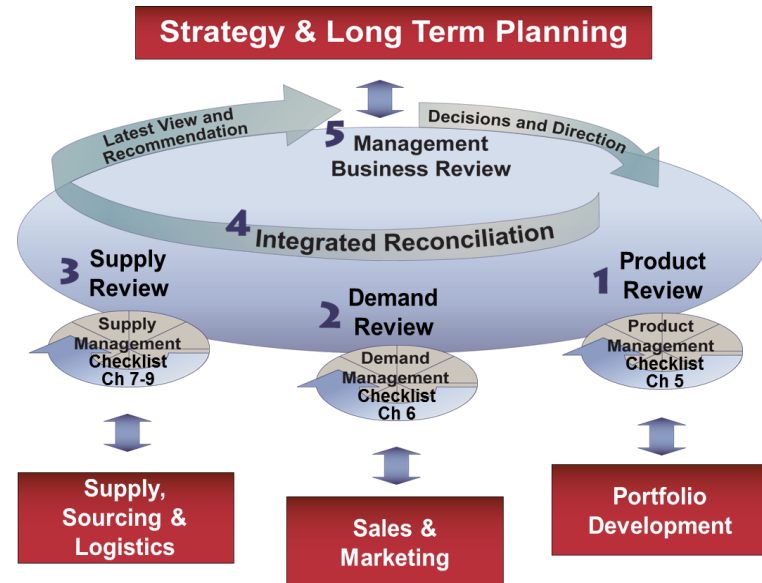 Strategy & Long Term Planning
Latest View and
Recommendation
Decisions and Direction
5 Management
Business Review
4 Integrated Reconciliation
3 Supply
Review
2 Demand
Review
1 Product
Review
Supply
Management
Checklist
Ch 7-9
Demand
Management
Checklist
Ch 6
Product
Management
Checklist
Ch 5
Supply,
Sourcing &
Logistics
Sales &
Marketing
Portfolio
Development